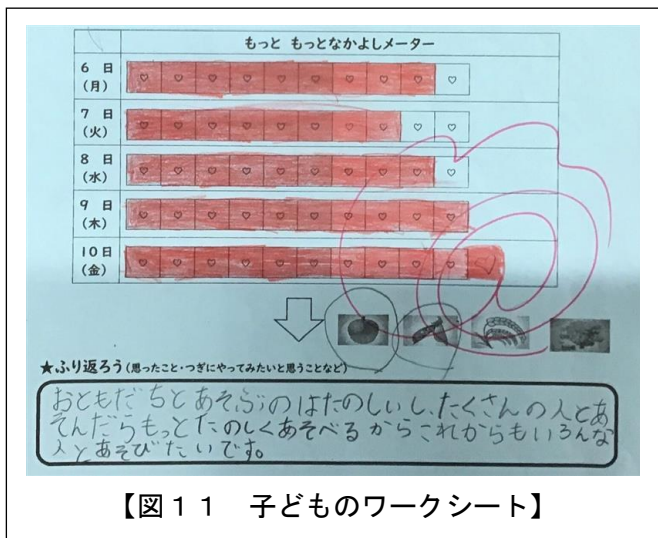 もっと もっとなかよしメーター
6 日
(月)
7 日
(火)
8 日
(水)
9 日
(木)
10日
(金)
★ふり返ろう(思ったこと・つぎにやってみたいと思うことなど)
おともだちとあそぶのはたのしいし、たくさんの人とあ
そんだらもっとたのしくあそべるからこれからもいろんな
人とあそびたいです。
【図11 子どものワークシート】